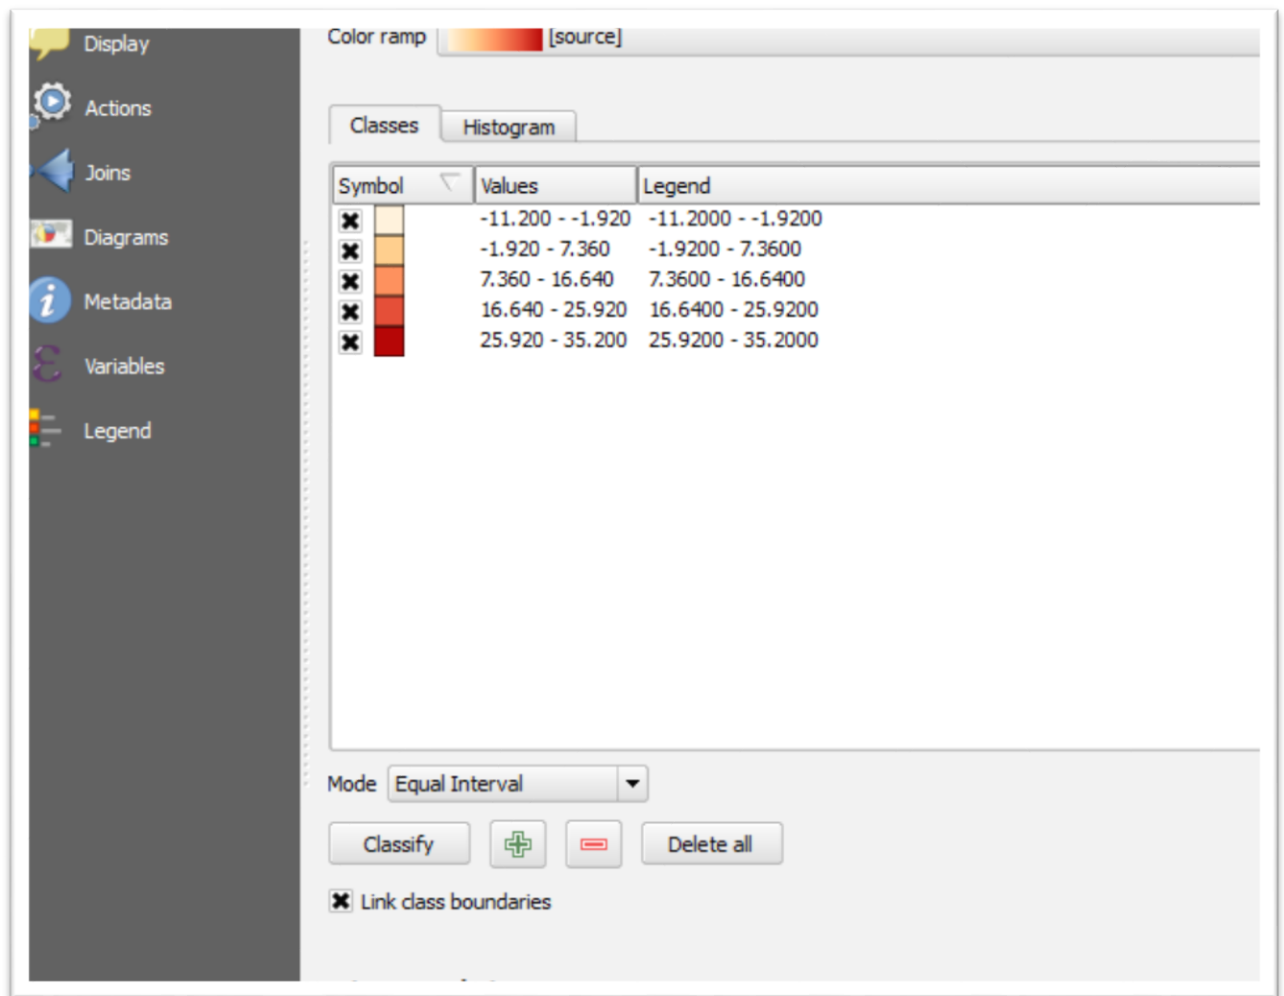 Display
Actions
Joins
Diagrams
Metadata
Variables
Legend
Color ramp [source]
Classes Histogram
Symbol Values Legend
-11.200 - -1.920 -11.2000 - -1.9200
-1.920 - 7.360 -1.9200 - 7.3600
7.360 - 16.640 7.3600 - 16.6400
16.640 - 25.920 16.6400 - 25.9200
25.920 - 35.200 25.9200 - 35.2000
Mode Equal Interval
Classify Delete all
Link class boundaries